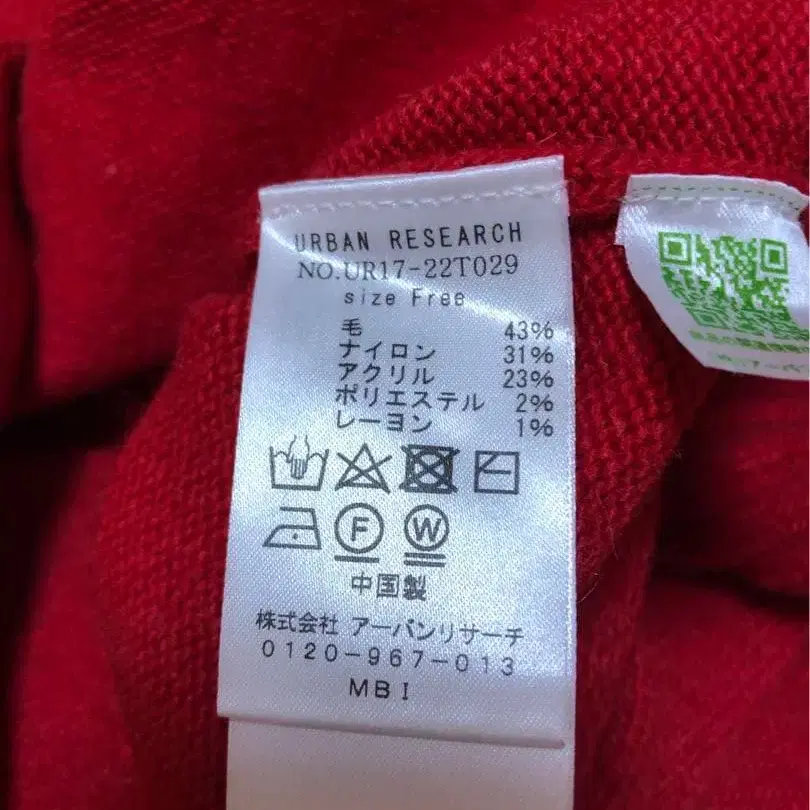 URBAN RESEARCH
NO.UR17-22T029
size Free
毛 43%
ナイロン 31%
アクリル 23%
ポリエステル 2%
レーヨン 1%
F W
中国製
株式会社 アーバンリサーチ
0120-967-013
MBI